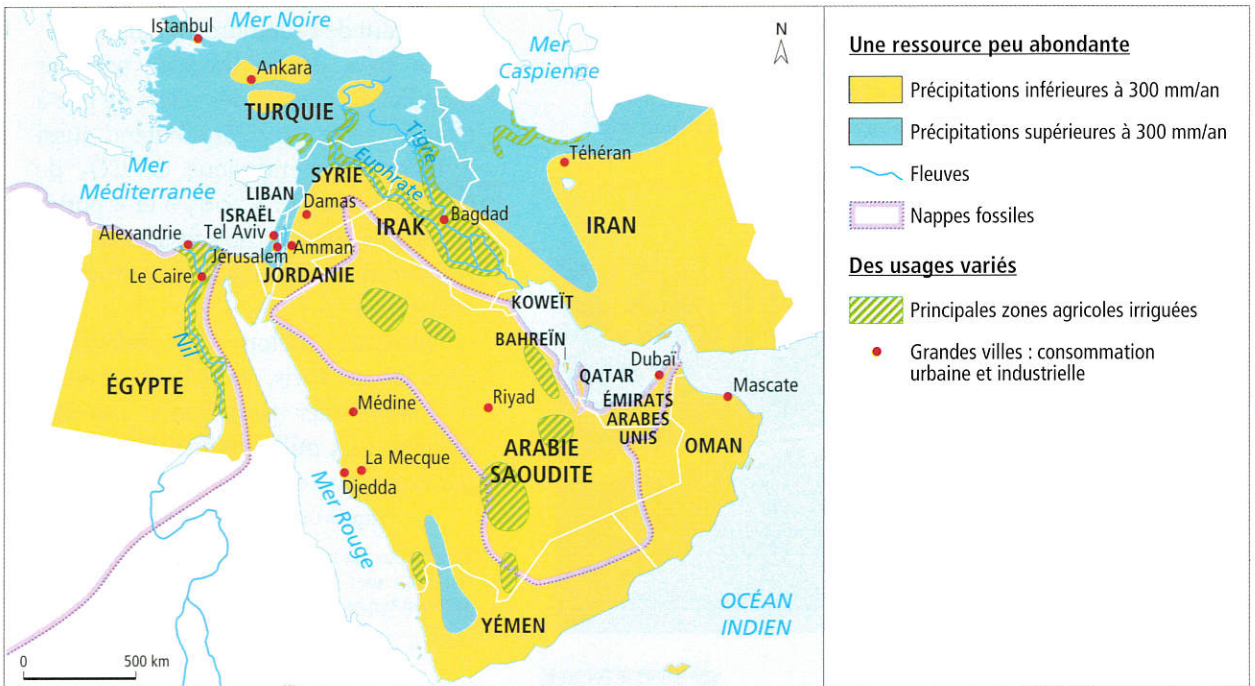 Istanbul
Mer Noire
Ankara
TURQUIE
Mer
Caspienne
N
Tigre
Euphrate
Téhéran
Mer
Méditerranée
SYRIE
LIBAN
Damas
ISRAËL
Tel Aviv
Alexandrie
Jérusalem
Amman
IRAK
Bagdad
IRAN
Le Caire
JORDANIE
KOWEÏT
BAHREÏN
Nil
ÉGYPTE
Dubaï
QATAR
Mascate
Médine
Riyad
ÉMIRATS
ARABES
UNIS
OMAN
ARABIE
SAOUDITE
La Mecque
Djedda
Mer Rouge
YÉMEN
OCÉAN
INDIEN
0
500 km
Une ressource peu abondante
Précipitations inférieures à 300 mm/an
Précipitations supérieures à 300 mm/an
Fleuves
Nappes fossiles
Des usages variés
Principales zones agricoles irriguées
Grandes villes : consommation
urbaine et industrielle